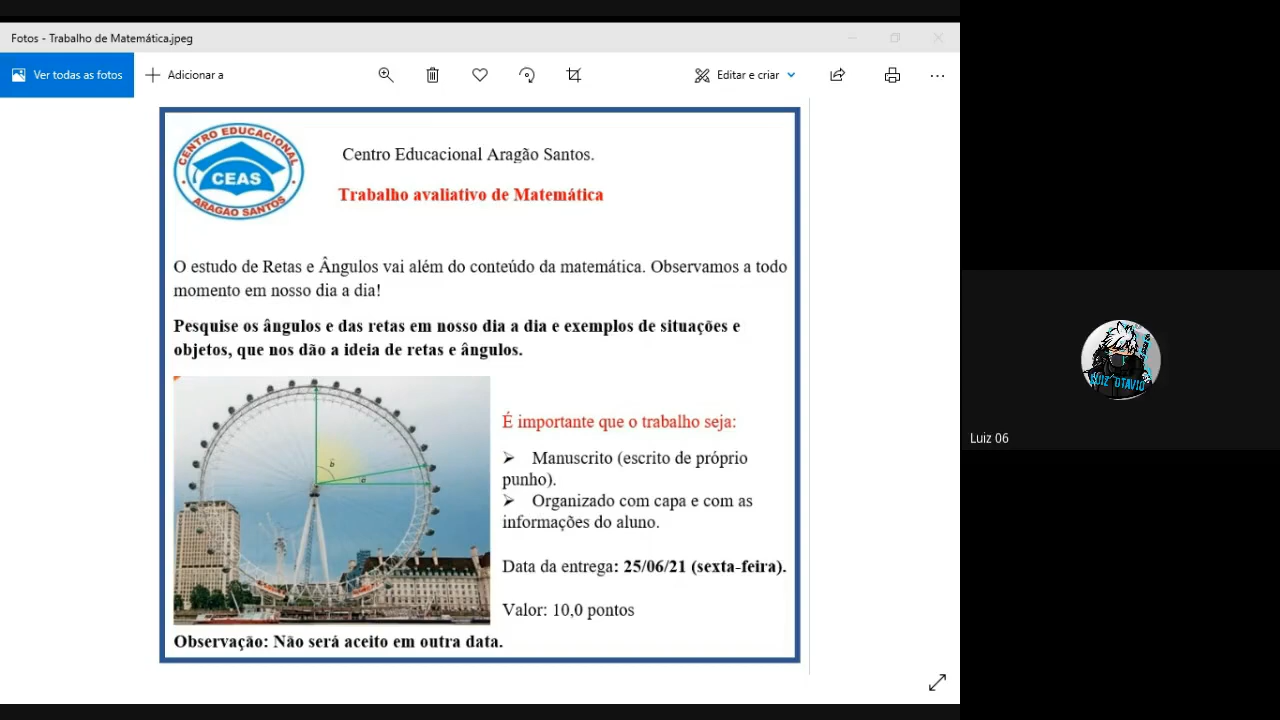 Fotos - Trabalho de Matemática.jpeg
Ver todas as fotos
Adicionar a
Editar e criar
CENTRO EDUCACIONAL
CEAS
ARAGÃO SANTOS
Centro Educacional Aragão Santos.
Trabalho avaliativo de Matemática
O estudo de Retas e Ângulos vai além do conteúdo da matemática. Observamos a todo
momento em nosso dia a dia!
Pesquise os ângulos e das retas em nosso dia a dia e exemplos de situações e
objetos, que nos dão a ideia de retas e ângulos.
b
a
É importante que o trabalho seja:
➢ Manuscrito (escrito de próprio
punho).
➢ Organizado com capa e com as
informações do aluno.
Data da entrega: 25/06/21 (sexta-feira).
Valor: 10,0 pontos
Observação: Não será aceito em outra data.
LUIZ OTAVIO
Luiz 06